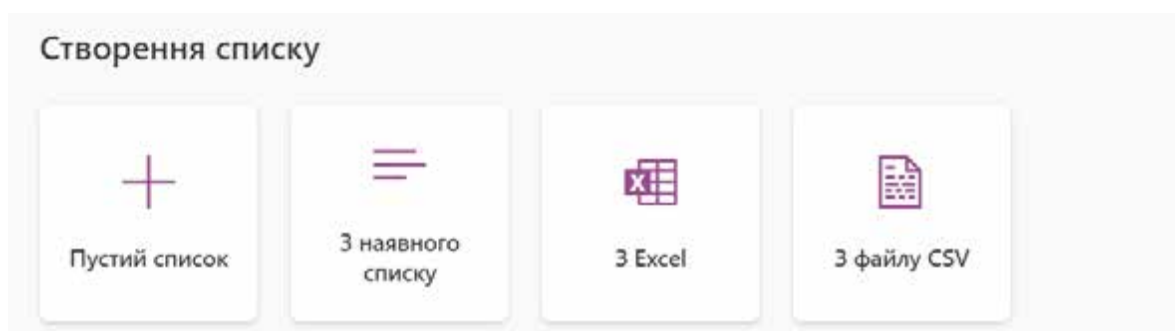 Створення списку
Пустий список
З наявного
списку
З Excel
З файлу CSV